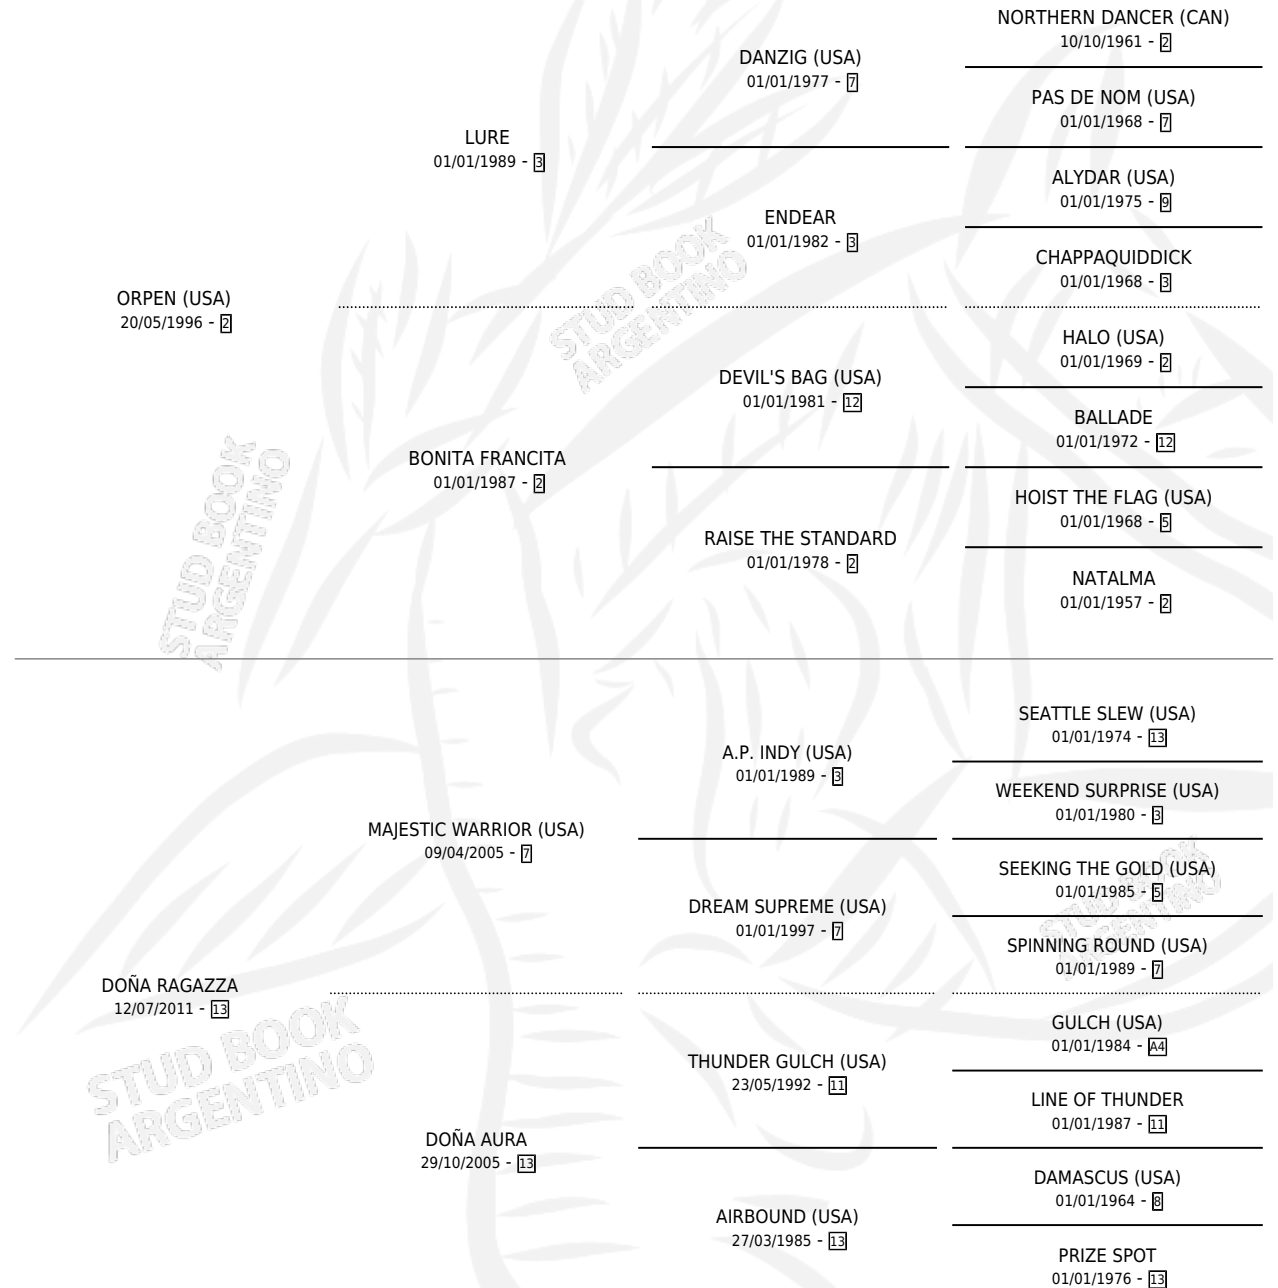 NORTHERN DANCER (CAN)
10/10/1961 - 2
DANZIG (USA)
01/01/1977 - 7
PAS DE NOM (USA)
01/01/1968 - 7
LURE
01/01/1989 - 3
ALYDAR (USA)
01/01/1975 - 9
ENDEAR
01/01/1982 - 3
CHAPPAQUIDDICK
01/01/1968 - 3
ORPEN (USA)
20/05/1996 - 2
STUD BOOK
ARGENTINO
HALO (USA)
01/01/1969 - 2
DEVIL'S BAG (USA)
01/01/1981 - 12
BALLADE
01/01/1972 - 12
BONITA FRANCITA
01/01/1987 - 2
HOIST THE FLAG (USA)
01/01/1968 - 5
RAISE THE STANDARD
01/01/1978 - 2
NATALMA
01/01/1957 - 2
STUD BOOK
ARGENTINO
SEATTLE SLEW (USA)
01/01/1974 - 13
A.P. INDY (USA)
01/01/1989 - 3
WEEKEND SURPRISE (USA)
01/01/1980 - 3
MAJESTIC WARRIOR (USA)
09/04/2005 - 7
SEEKING THE GOLD (USA)
01/01/1985 - 5
DREAM SUPREME (USA)
01/01/1997 - 7
STUD BOOK
ARGENTINO
SPINNING ROUND (USA)
01/01/1989 - 7
DOÑA RAGAZZA
12/07/2011 - 13
GULCH (USA)
01/01/1984 - A4
THUNDER GULCH (USA)
23/05/1992 - 11
LINE OF THUNDER
01/01/1987 - 11
STUD BOOK
ARGENTINO
DOÑA AURA
29/10/2005 - 13
DAMASCUS (USA)
01/01/1964 - 8
AIRBOUND (USA)
27/03/1985 - 13
PRIZE SPOT
01/01/1976 - 13